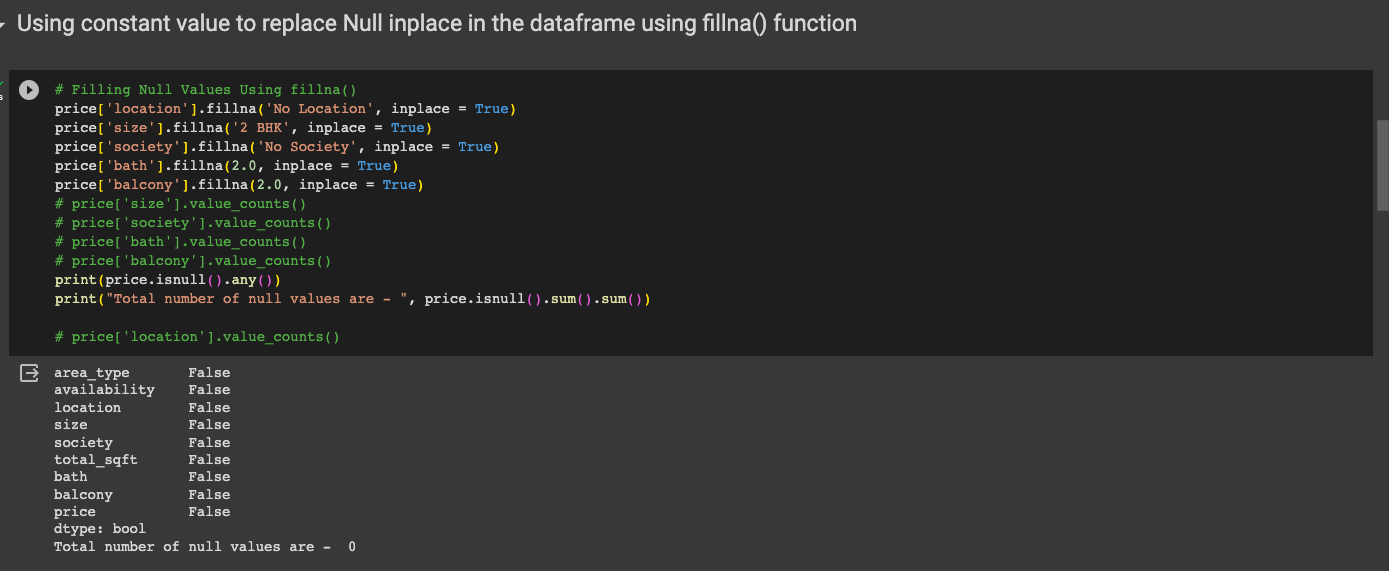 Using constant value to replace Null inplace in the dataframe using fillna() function
# Filling Null Values Using fillna()
price['location'].fillna('No Location', inplace = True)
price['size'].fillna('2 BHK', inplace = True)
price['society'].fillna('No Society', inplace = True)
price['bath'].fillna(2.0, inplace = True)
price['balcony'].fillna(2.0, inplace = True)
# price['size'].value_counts()
# price['society'].value_counts()
# price['bath'].value_counts()
# price['balcony'].value_counts()
print(price.isnull().any())
print("Total number of null values are - ", price.isnull().sum().sum())
# price['location'].value_counts()
area_type       False
availability    False
location        False
size            False
society         False
total_sqft      False
bath            False
balcony         False
price           False
dtype: bool
Total number of null values are -  0